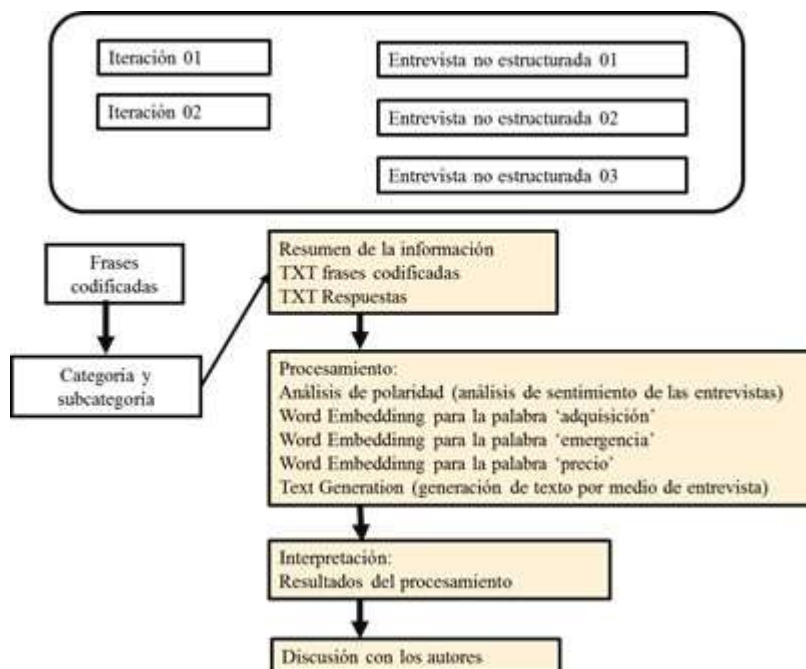 Iteración 01
Iteración 02
Entrevista no estructurada 01
Entrevista no estructurada 02
Entrevista no estructurada 03
Frases
codificadas
Categoria y
subcategoria
Resumen de la información
TXT frases codificadas
TXT Respuestas
Procesamiento:
Análisis de polaridad (análisis de sentimiento de las entrevistas)
Word Embeddinng para la palabra ‘adquisición’
Word Embeddinng para la palabra ‘emergencia’
Word Embeddinng para la palabra ‘precio’
Text Generation (generación de texto por medio de entrevista)
Interpretación:
Resultados del procesamiento
Discusión con los autores